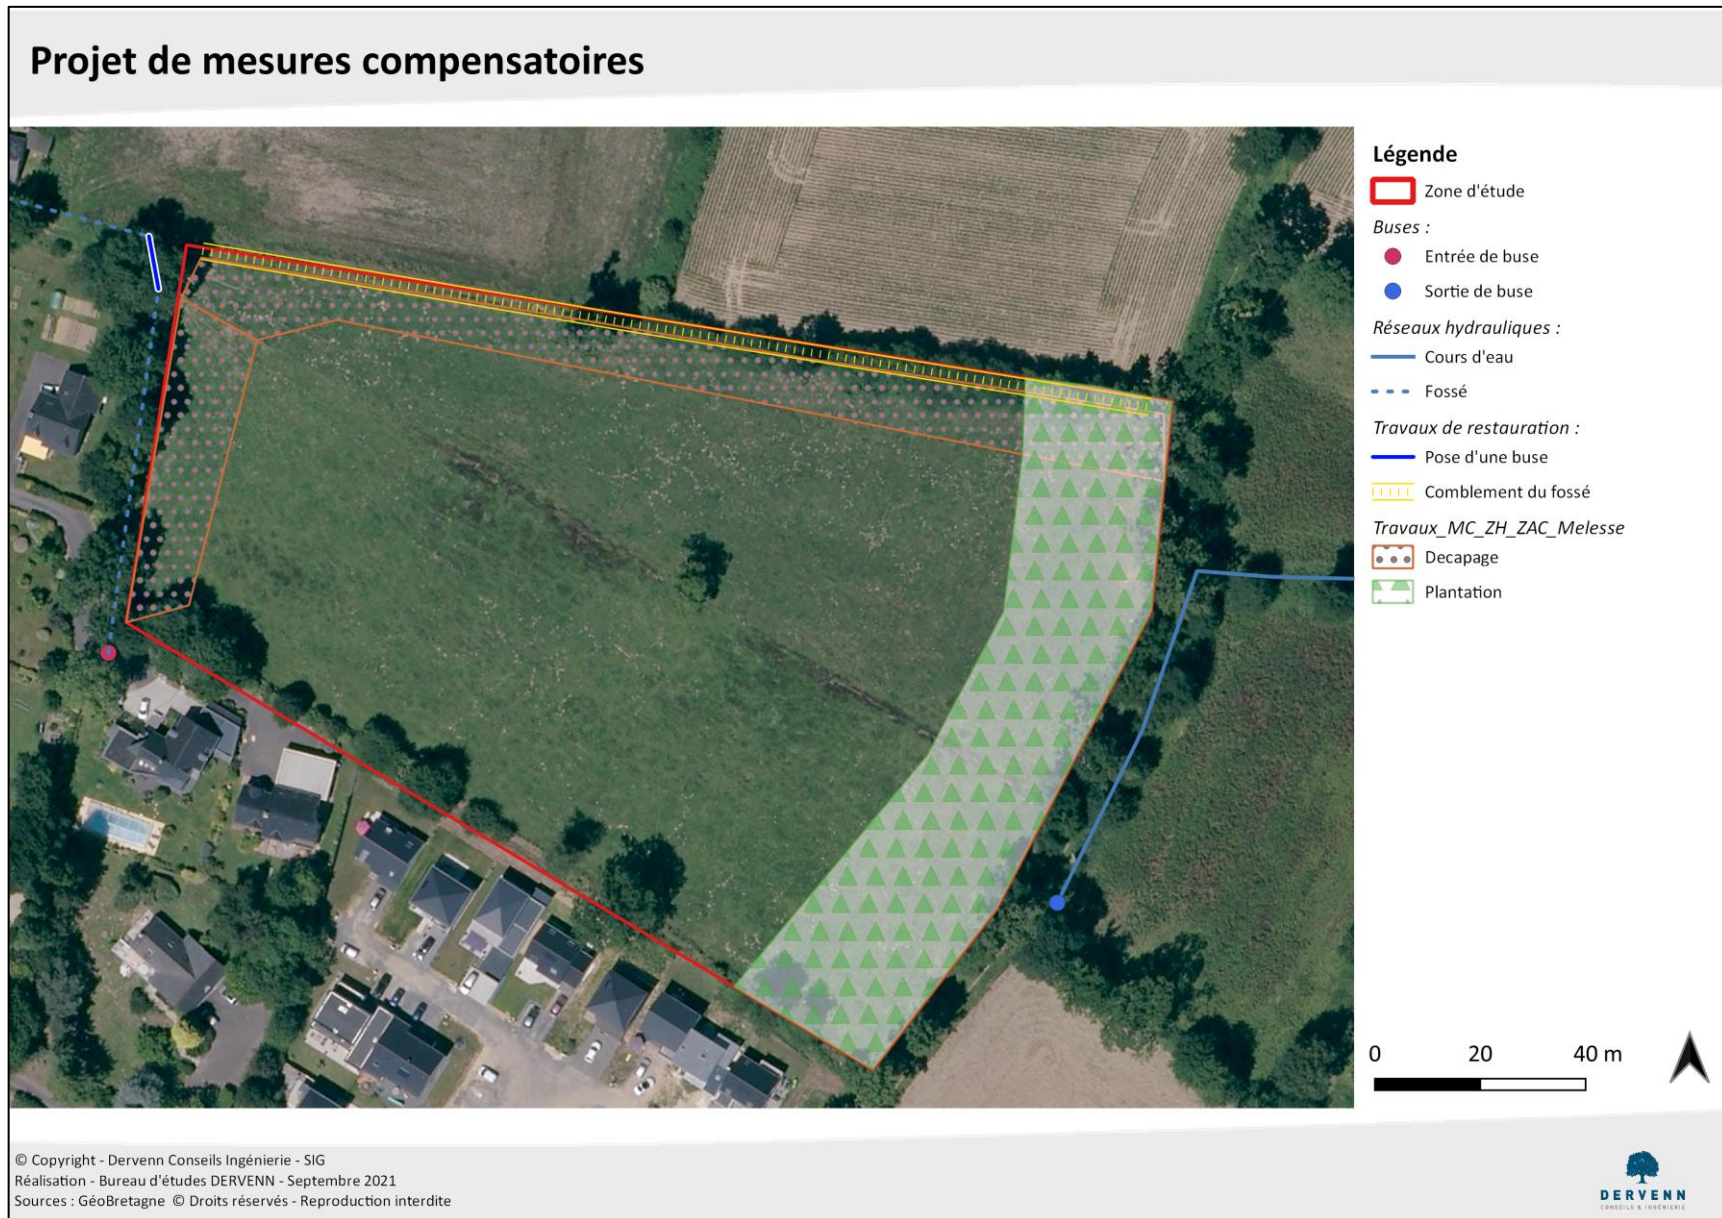 Projet de mesures compensatoires
Légende
Zone d'étude
Buses :
Entrée de buse
Sortie de buse
Réseaux hydrauliques :
Cours d'eau
Fossé
Travaux de restauration :
Pose d'une buse
Comblement du fossé
Travaux_MC_ZH_ZAC_Melesse
Decapage
Plantation
0 20 40 m
© Copyright - Dervenn Conseils Ingénierie - SIG
Réalisation - Bureau d'études DERVENN - Septembre 2021
Sources : GéoBretagne © Droits réservés - Reproduction interdite
DERVENN
CONSEILS & INGÉNIERIE